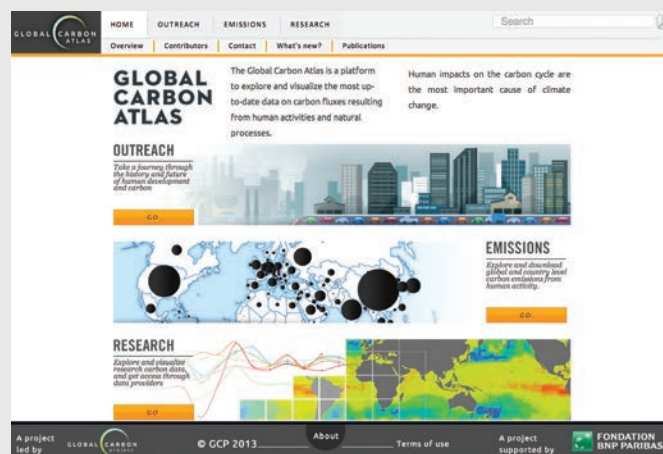 GLOBAL CARBON
ATLAS
HOME OUTREACH EMISSIONS RESEARCH
Search
Overview Contributors Contact What's new? Publications
GLOBAL
CARBON
ATLAS
The Global Carbon Atlas is a platform
to explore and visualize the most up-
to-date data on carbon fluxes resulting
from human activities and natural
processes.
Human impacts on the carbon cycle are
the most important cause of climate
change.
OUTREACH
Take a journey through
the history and future
of human development
and carbon
GO
EMISSIONS
Explore and download
global and country level
carbon emissions from
human activity.
GO
RESEARCH
Explore and visualize
research carbon data,
and get access through
data providers
GO
A project
led by
GLOBAL CARBON
project
© GCP 2013
About
Terms of use
A project
supported by
FONDATION
BNP PARIBAS